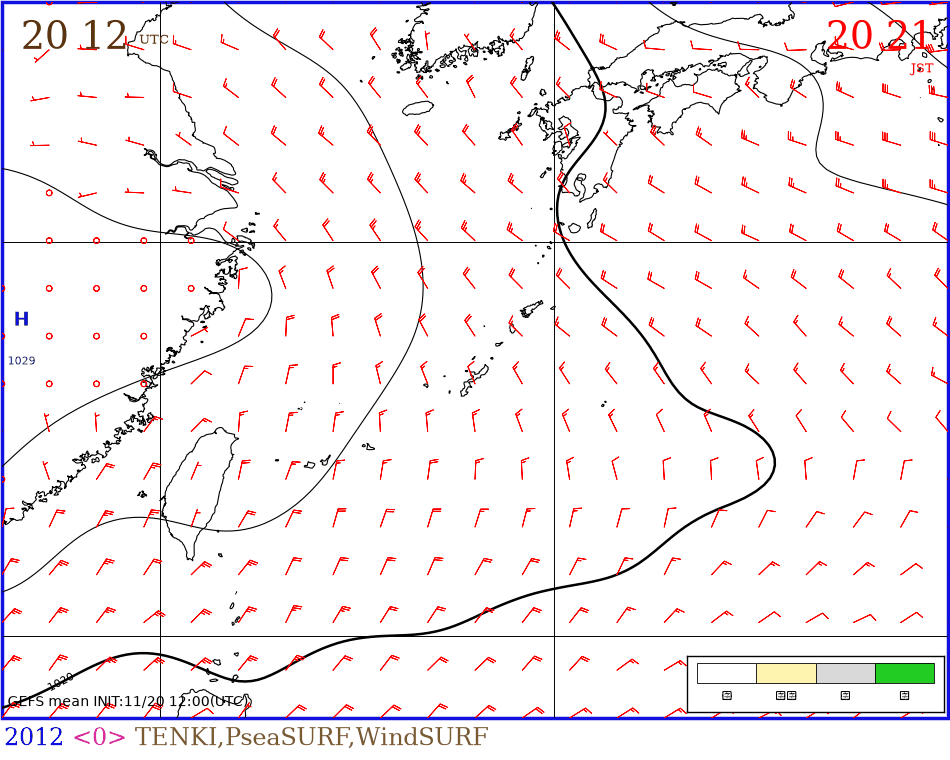 20 12 UTC 20 21
JST
H
1029
1020
GEFS mean INIT:11/20 12:00(UTC)
2012 <0> TENKI,PseaSURF,WindSURF